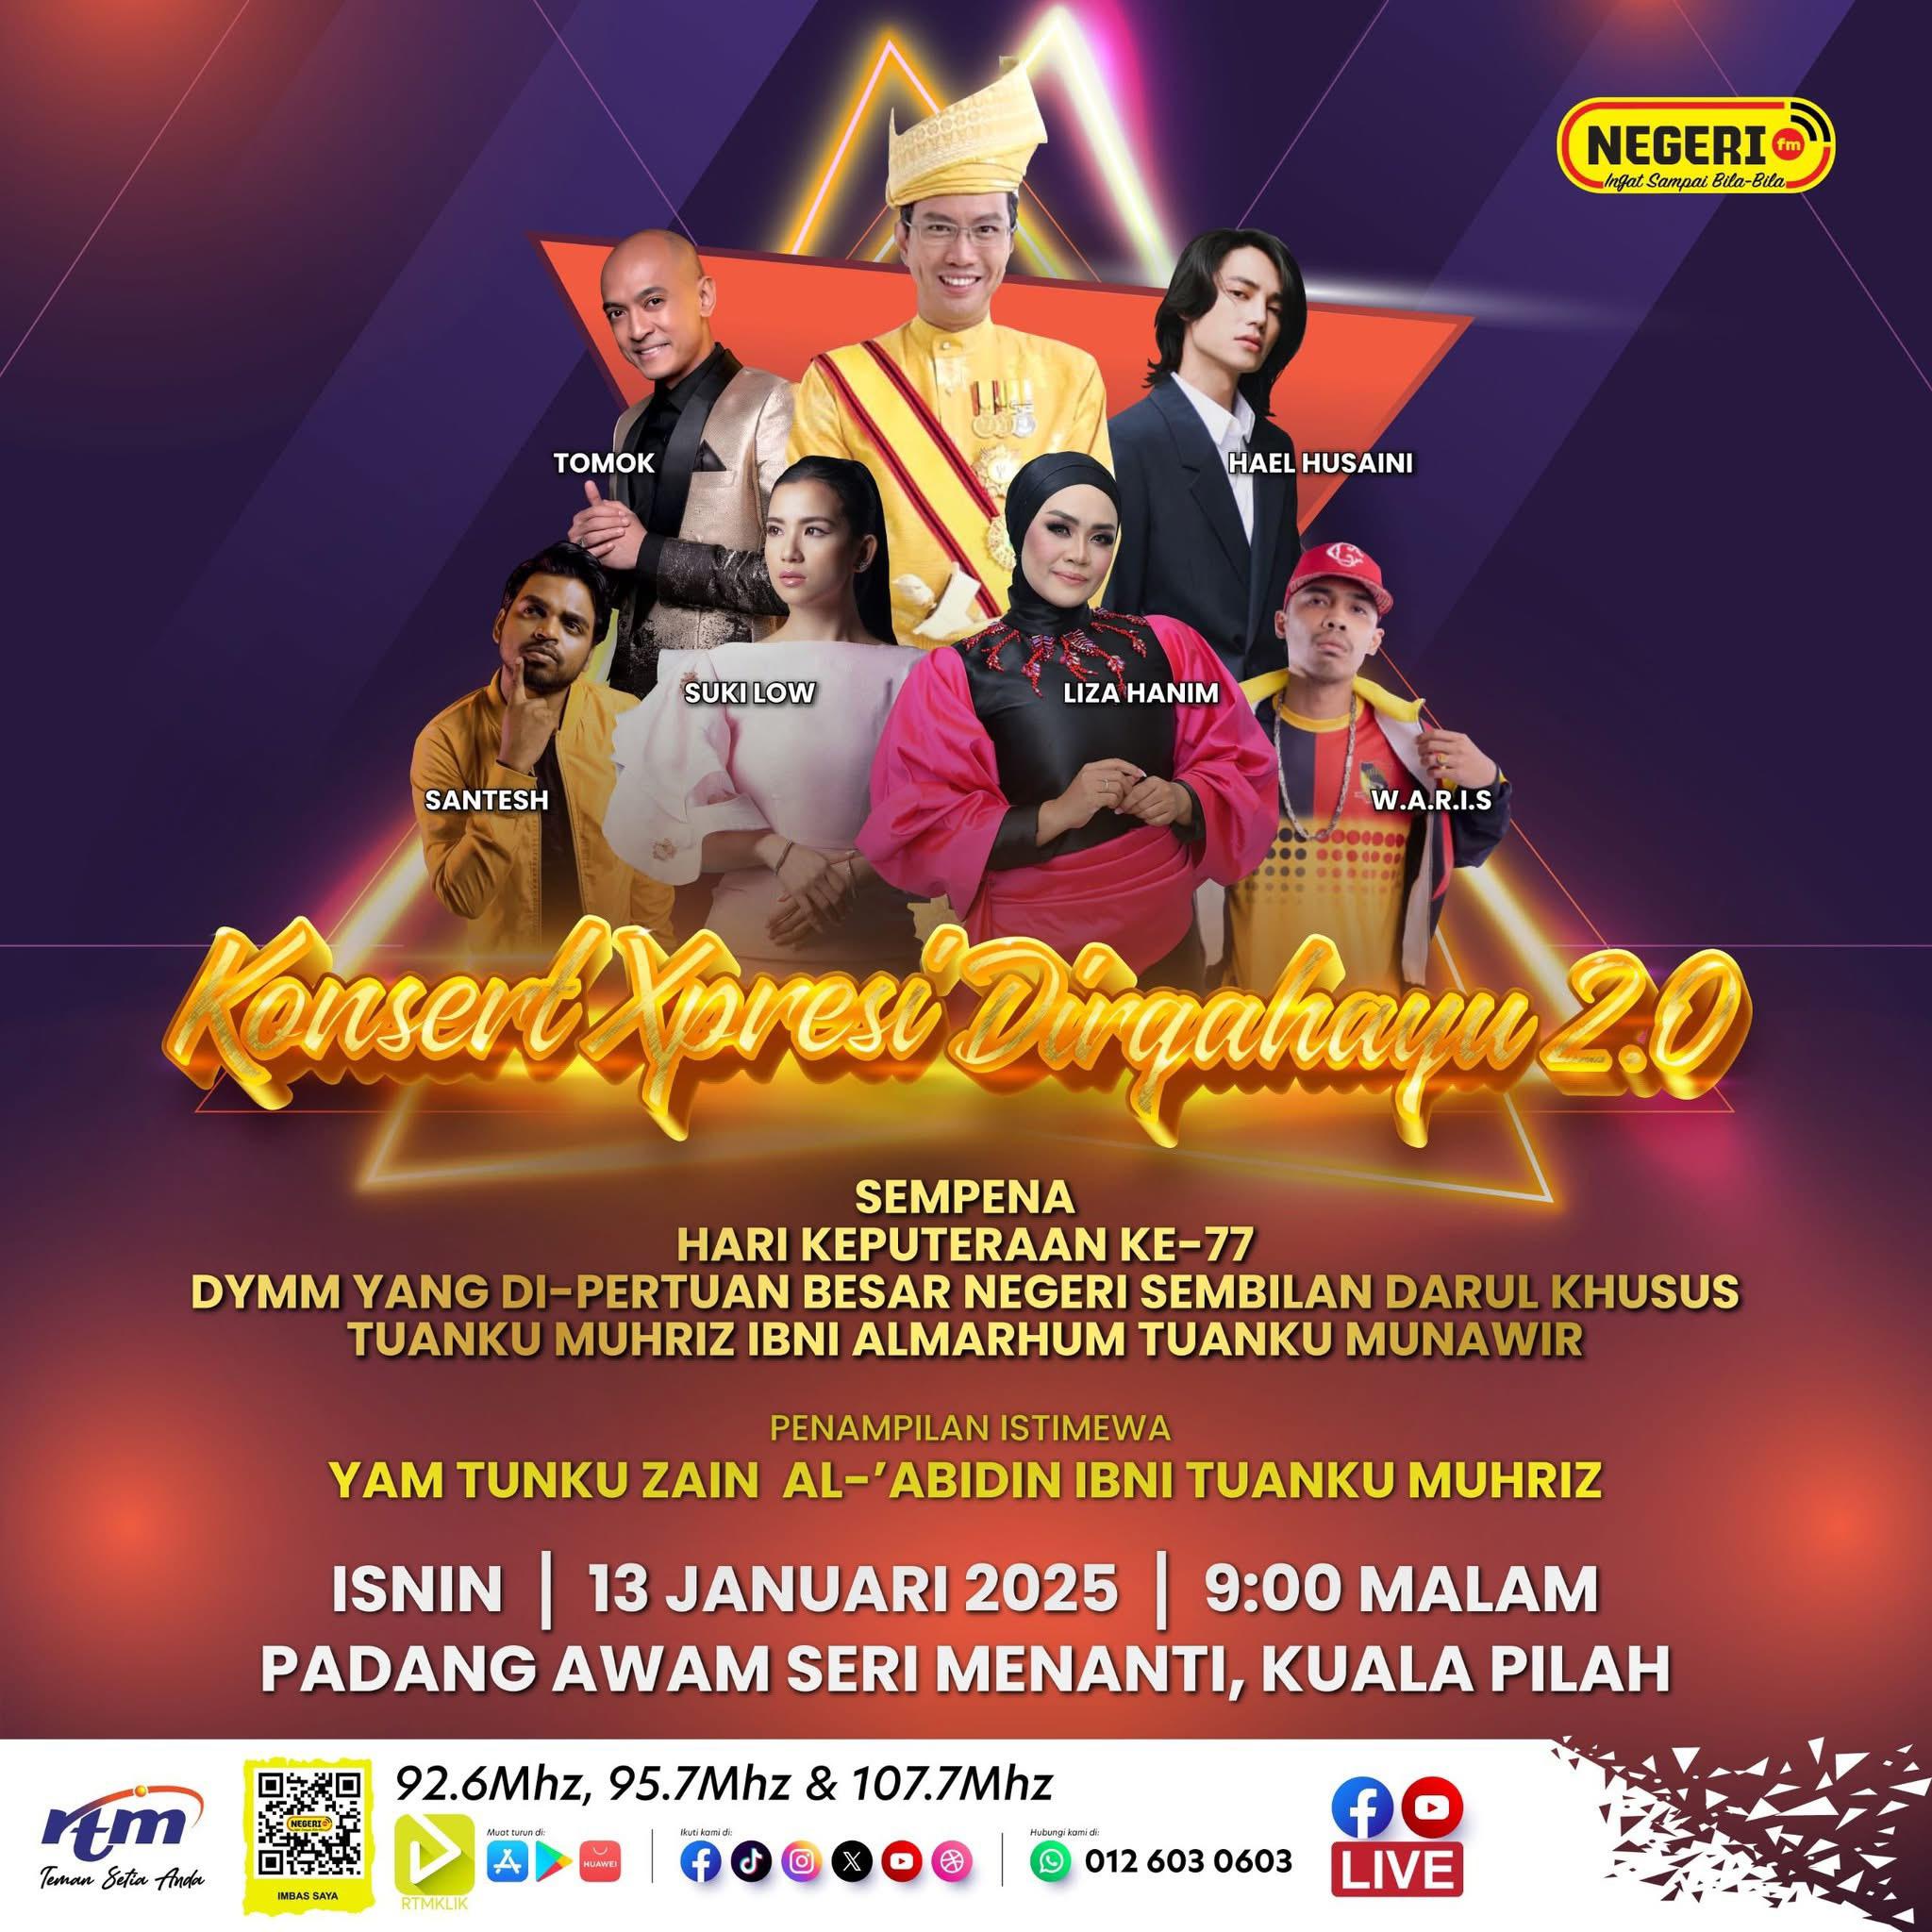 NEGERI fm
Ingat Sampai Bila-Bila
TOMOK
HAEL HUSAINI
SUKI LOW
LIZA HANIM
SANTESH
W.A.R.I.S
Konsert Xpresi Dirgahayu 2.0
SEMPENA
HARI KEPUTERAAN KE-77
DYMM YANG DI-PERTUAN BESAR NEGERI SEMBILAN DARUL KHUSUS
TUANKU MUHRIZ IBNI ALMARHUM TUANKU MUNAWIR
PENAMPILAN ISTIMEWA
YAM TUNKU ZAIN AL-'ABIDIN IBNI TUANKU MUHRIZ
ISNIN | 13 JANUARI 2025 | 9:00 MALAM
PADANG AWAM SERI MENANTI, KUALA PILAH
rtm
Teman Setia Anda
NEGERI
IMBAS SAYA
92.6Mhz, 95.7Mhz & 107.7Mhz
RTMKLIK
Muat turun di:
HUAWEI
Ikuti kami di:
Hubungi kami di:
012 603 0603
LIVE